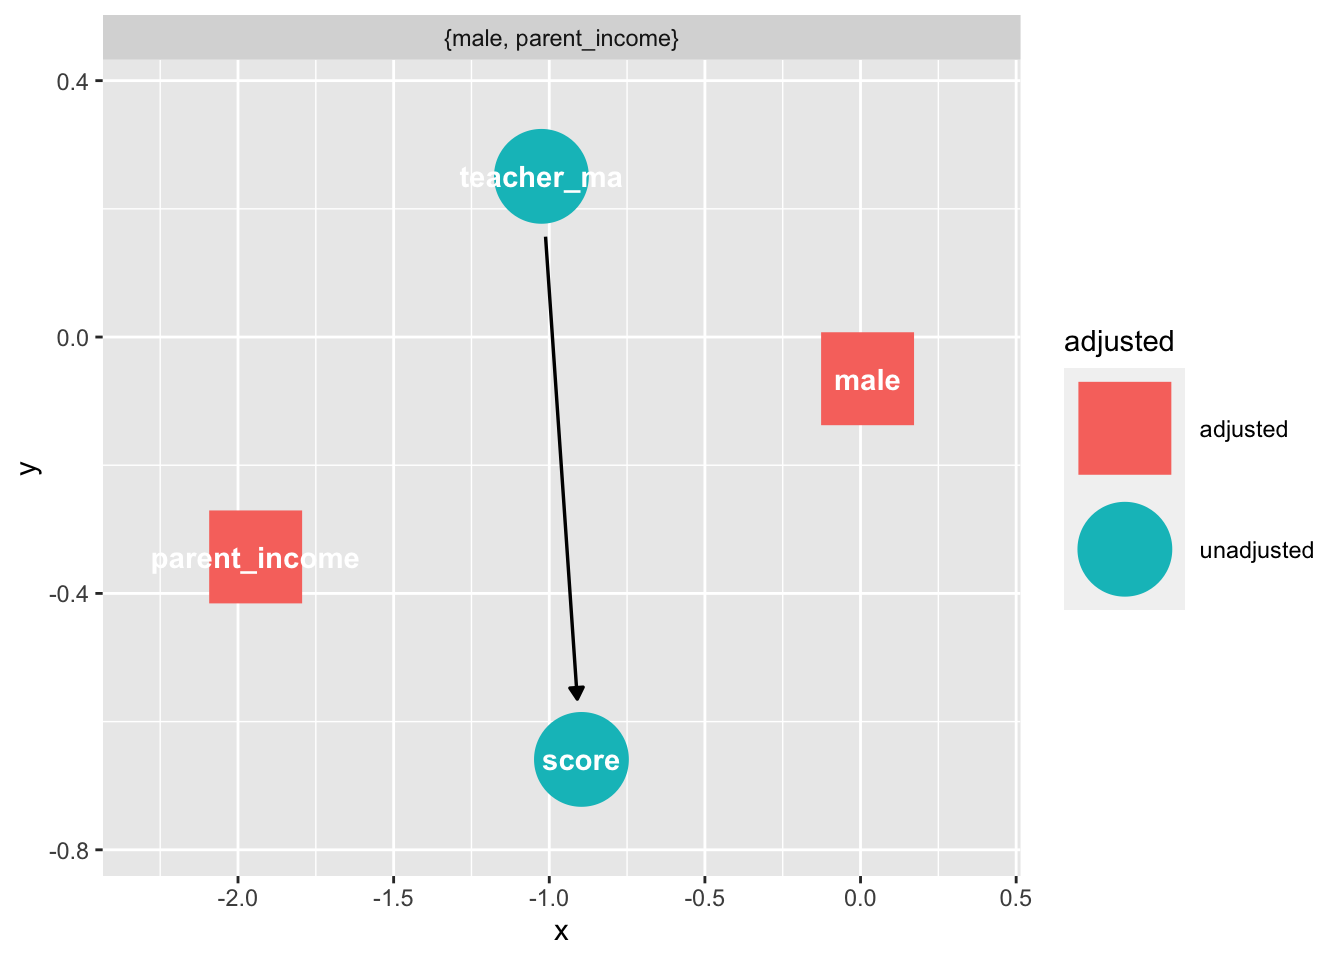 {male, parent_income}
0.4
0.0
-0.4
-0.8
y
teacher_ma
male
parent_income
score
-2.0
-1.5
-1.0
-0.5
0.0
0.5
x
adjusted
adjusted
unadjusted